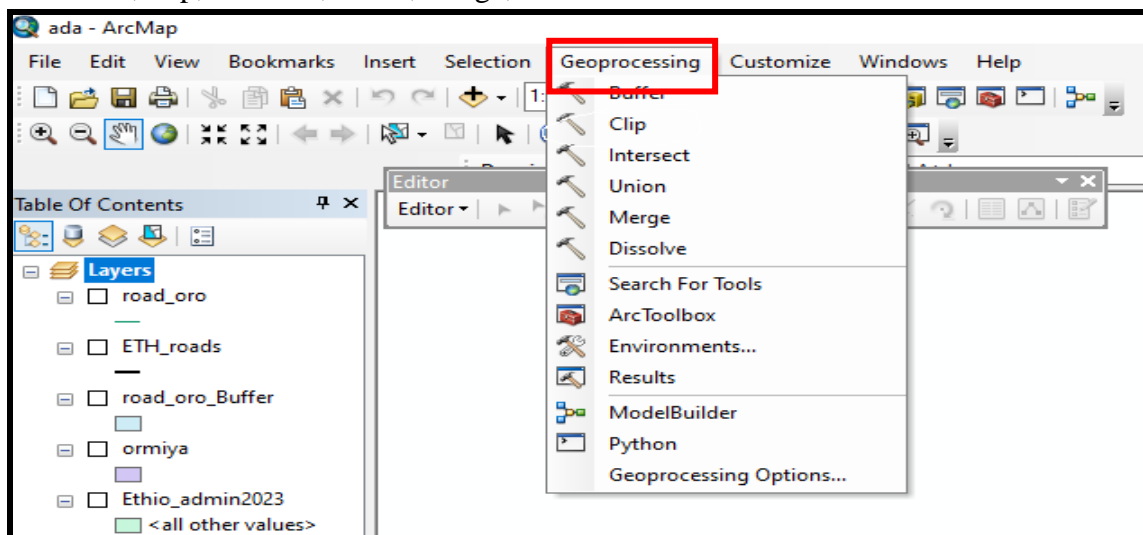 ada - ArcMap
File Edit View Bookmarks Insert Selection Geoprocessing Customize Windows Help
1:
Buffer
Clip
Intersect
Union
Merge
Dissolve
Search For Tools
ArcToolbox
Environments...
Results
ModelBuilder
Python
Geoprocessing Options...
Editor
Editor
Table Of Contents
Layers
road_oro
ETH_roads
road_oro_Buffer
ormiya
Ethio_admin2023
<all other values>